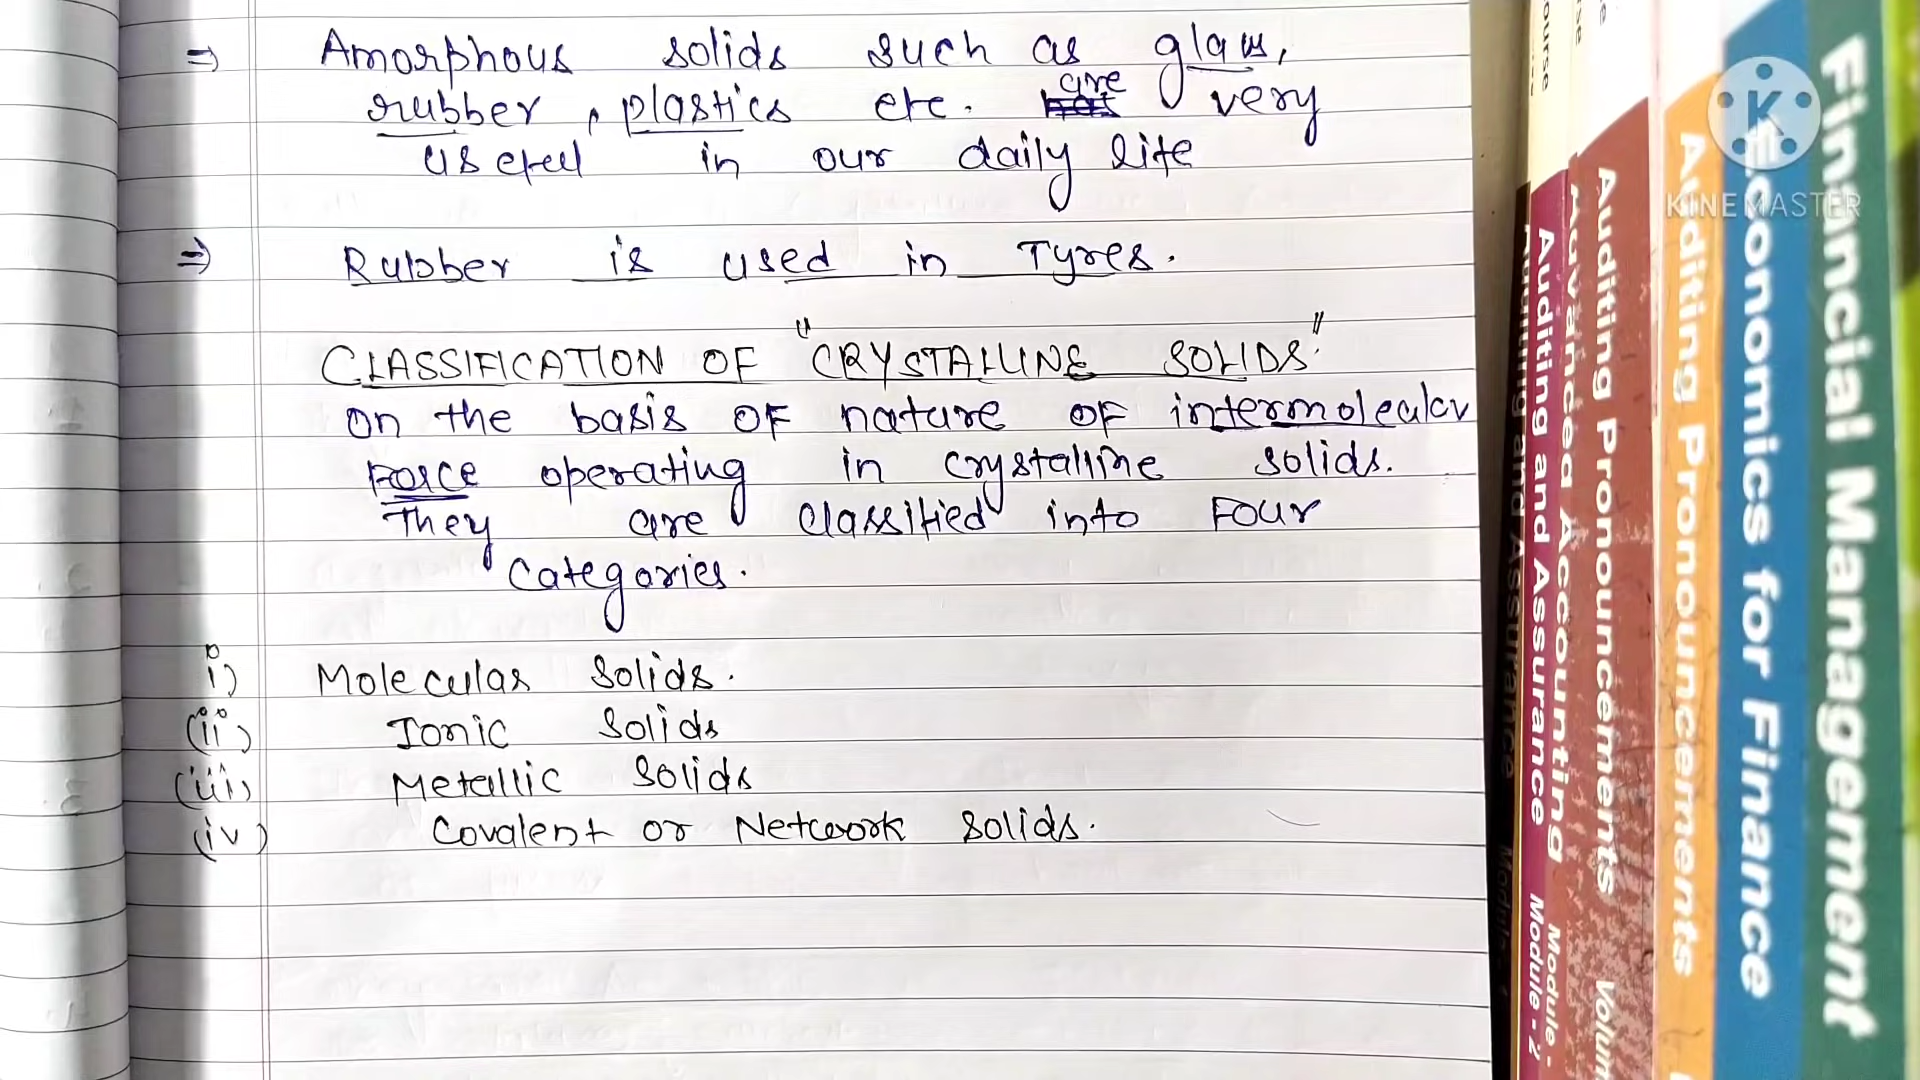 ⇒ Amorphous solids such as glass,
rubber, plastics etc. are very
useful in our daily life
⇒ Rubber is used in Tyres.
CLASSIFICATION OF "CRYSTALLINE SOLIDS"
on the basis OF nature OF intermolecular
Force operating in crystalline solids.
They are classified into Four
Categories.
i) Molecular Solids.
(ii) Ionic Solids
(iii) Metallic Solids
(iv) Covalent or Network Solids.
KINEMASTER
Financial Management
Economics for Finance
Auditing Pronouncements
Auditing Pronouncements Volum
Advanced Accounting Module -
Auditing and Assurance Module - 2
Auditing and Assurance Module -